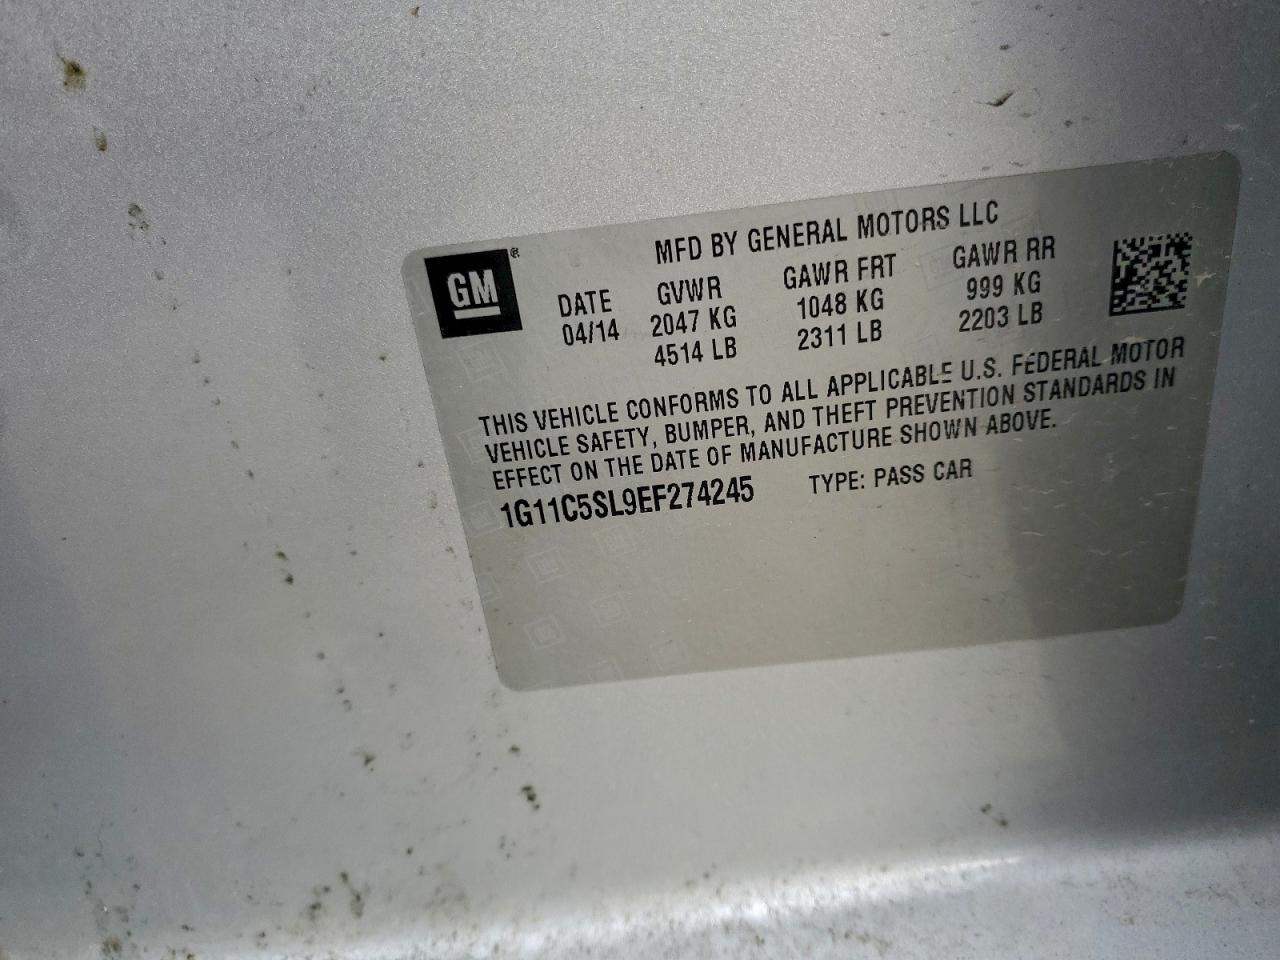 MFD BY GENERAL MOTORS LLC
GM®
DATE GVWR GAWR FRT GAWR RR
04/14 2047 KG 1048 KG 999 KG
4514 LB 2311 LB 2203 LB
THIS VEHICLE CONFORMS TO ALL APPLICABLE U.S. FEDERAL MOTOR
VEHICLE SAFETY, BUMPER, AND THEFT PREVENTION STANDARDS IN
EFFECT ON THE DATE OF MANUFACTURE SHOWN ABOVE.
1G11C5SL9EF274245 TYPE: PASS CAR